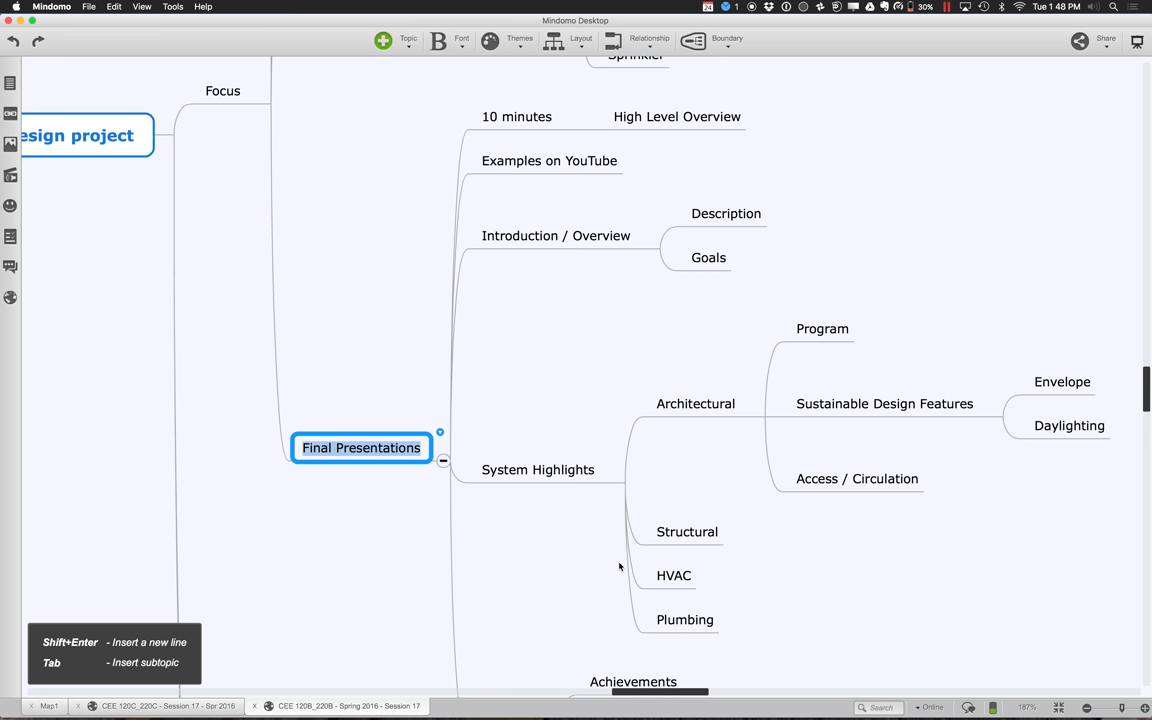 Mindomo File Edit View Tools Help
24 1 30% Tue 1 48 PM
Mindomo Desktop
Topic Font Themes Layout Relationship Boundary Share
Sprinkler
Focus
esign project
10 minutes High Level Overview
Examples on YouTube
Description
Introduction / Overview
Goals
Program
Envelope
Architectural Sustainable Design Features
Daylighting
Final Presentations
System Highlights
Access / Circulation
Structural
HVAC
Plumbing
Shift+Enter - Insert a new line
Tab - Insert subtopic
Achievements
x Map1 x CEE 120C_220C - Session 17 - Spr 2016 x CEE 120B_220B - Spring 2016 - Session 17
Search Online 187%